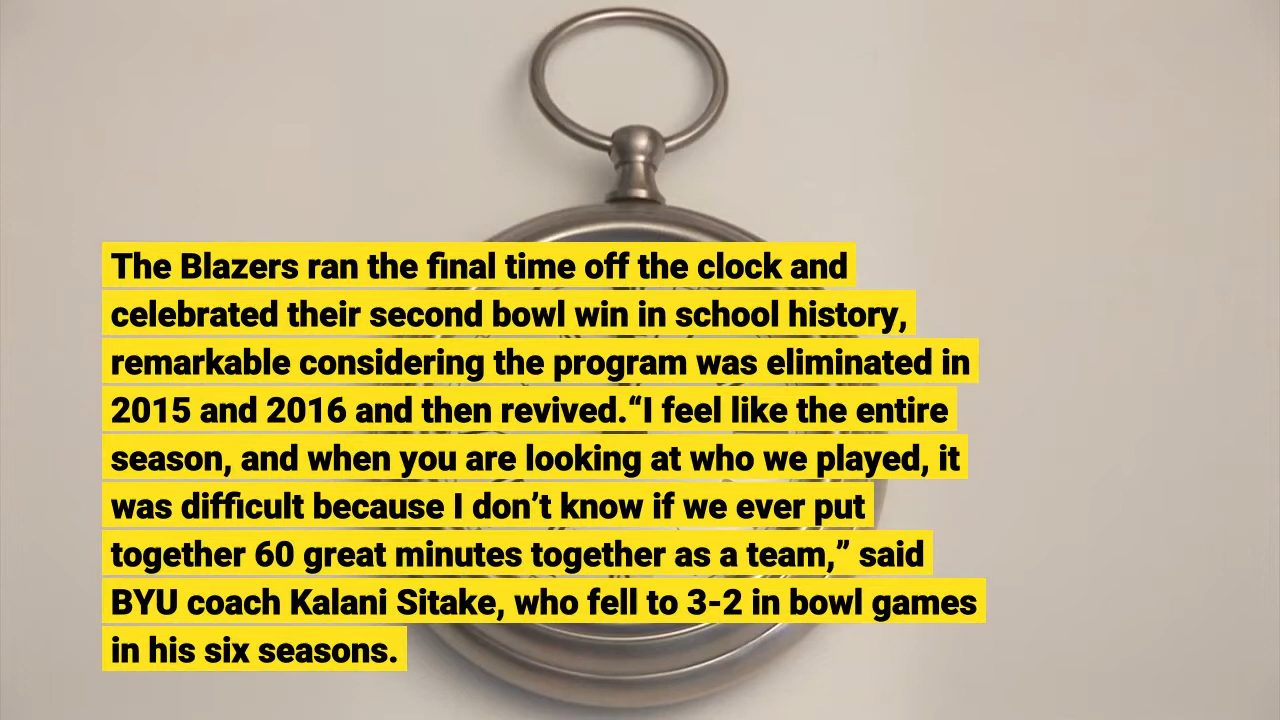 The Blazers ran the final time off the clock and
celebrated their second bowl win in school history,
remarkable considering the program was eliminated in
2015 and 2016 and then revived.“I feel like the entire
season, and when you are looking at who we played, it
was difficult because I don’t know if we ever put
together 60 great minutes together as a team,” said
BYU coach Kalani Sitake, who fell to 3-2 in bowl games
in his six seasons.